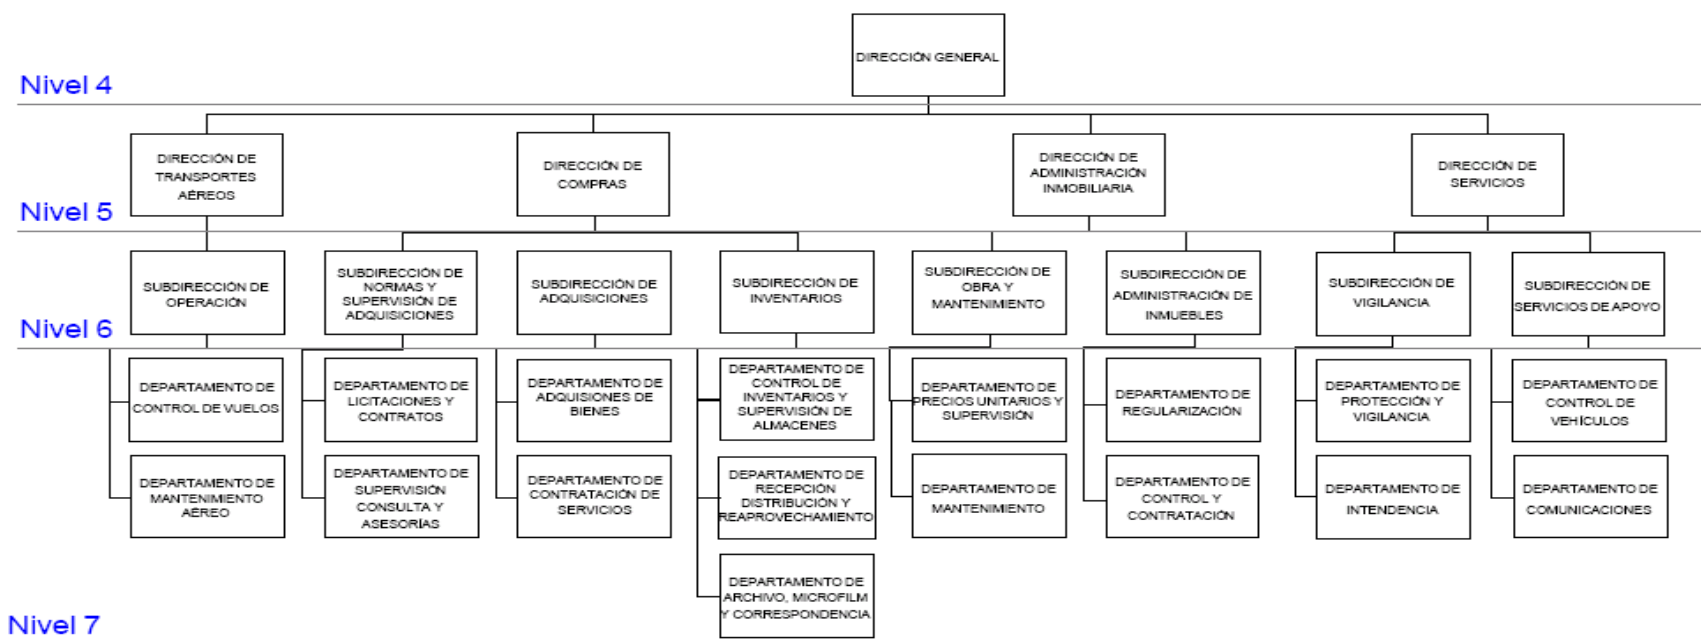 DIRECCIÓN GENERAL
Nivel 4
DIRECCIÓN DE
TRANSPORTES
AÉREOS
DIRECCIÓN DE
COMPRAS
DIRECCIÓN DE
ADMINISTRACIÓN
INMOBILIARIA
DIRECCIÓN DE
SERVICIOS
Nivel 5
SUBDIRECCIÓN DE
OPERACIÓN
SUBDIRECCIÓN DE
NORMAS Y
SUPERVISIÓN DE
ADQUISICIONES
SUBDIRECCIÓN DE
ADQUISICIONES
SUBDIRECCIÓN DE
INVENTARIOS
SUBDIRECCIÓN DE
OBRA Y
MANTENIMIENTO
SUBDIRECCIÓN DE
ADMINISTRACIÓN DE
INMUEBLES
SUBDIRECCIÓN DE
VIGILANCIA
SUBDIRECCIÓN DE
SERVICIOS DE APOYO
Nivel 6
DEPARTAMENTO DE
CONTROL DE VUELOS
DEPARTAMENTO DE
LICITACIONES Y
CONTRATOS
DEPARTAMENTO DE
ADQUISIONES DE
BIENES
DEPARTAMENTO DE
CONTROL DE
INVENTARIOS Y
SUPERVISIÓN DE
ALMACENES
DEPARTAMENTO DE
PRECIOS UNITARIOS Y
SUPERVISIÓN
DEPARTAMENTO DE
REGULARIZACIÓN
DEPARTAMENTO DE
PROTECCIÓN Y
VIGILANCIA
DEPARTAMENTO DE
CONTROL DE
VEHÍCULOS
DEPARTAMENTO DE
MANTENIMIENTO
AÉREO
DEPARTAMENTO DE
SUPERVISIÓN
CONSULTA Y
ASESORÍAS
DEPARTAMENTO DE
CONTRATACIÓN DE
SERVICIOS
DEPARTAMENTO DE
RECEPCIÓN
DISTRIBUCIÓN Y
REAPROVECHAMIENTO
DEPARTAMENTO DE
MANTENIMIENTO
DEPARTAMENTO DE
CONTROL Y
CONTRATACIÓN
DEPARTAMENTO DE
INTENDENCIA
DEPARTAMENTO DE
COMUNICACIONES
DEPARTAMENTO DE
ARCHIVO, MICROFILM
Y CORRESPONDENCIA
Nivel 7